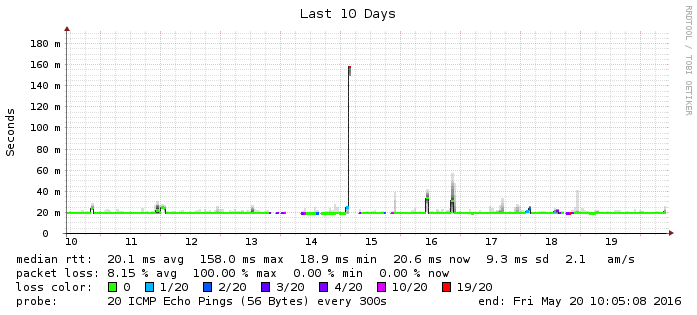 Last 10 Days
RRDTOOL / TOBI OETIKER
Seconds
180 m
160 m
140 m
120 m
100 m
80 m
60 m
40 m
20 m
0
10 11 12 13 14 15 16 17 18 19
median rtt: 20.1 ms avg 158.0 ms max 18.9 ms min 20.6 ms now 9.3 ms sd 2.1 am/s
packet loss: 8.15 % avg 100.00 % max 0.00 % min 0.00 % now
loss color: 0 1/20 2/20 3/20 4/20 10/20 19/20
probe: 20 ICMP Echo Pings (56 Bytes) every 300s end: Fri May 20 10:05:08 2016